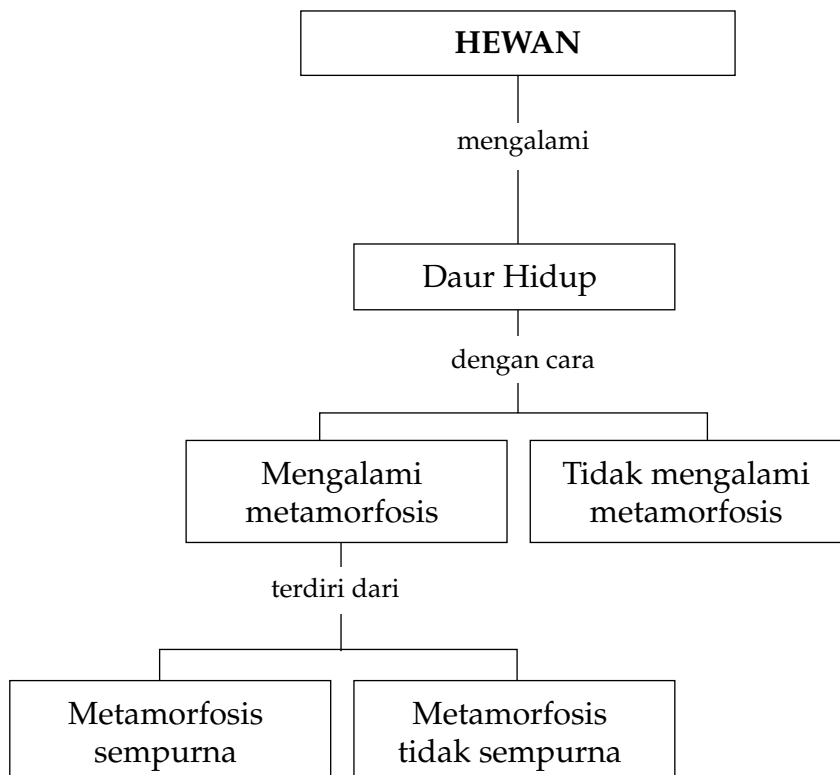 HEWAN
mengalami
Daur Hidup
dengan cara
Mengalami
metamorfosis
Tidak mengalami
metamorfosis
terdiri dari
Metamorfosis
sempurna
Metamorfosis
tidak sempurna